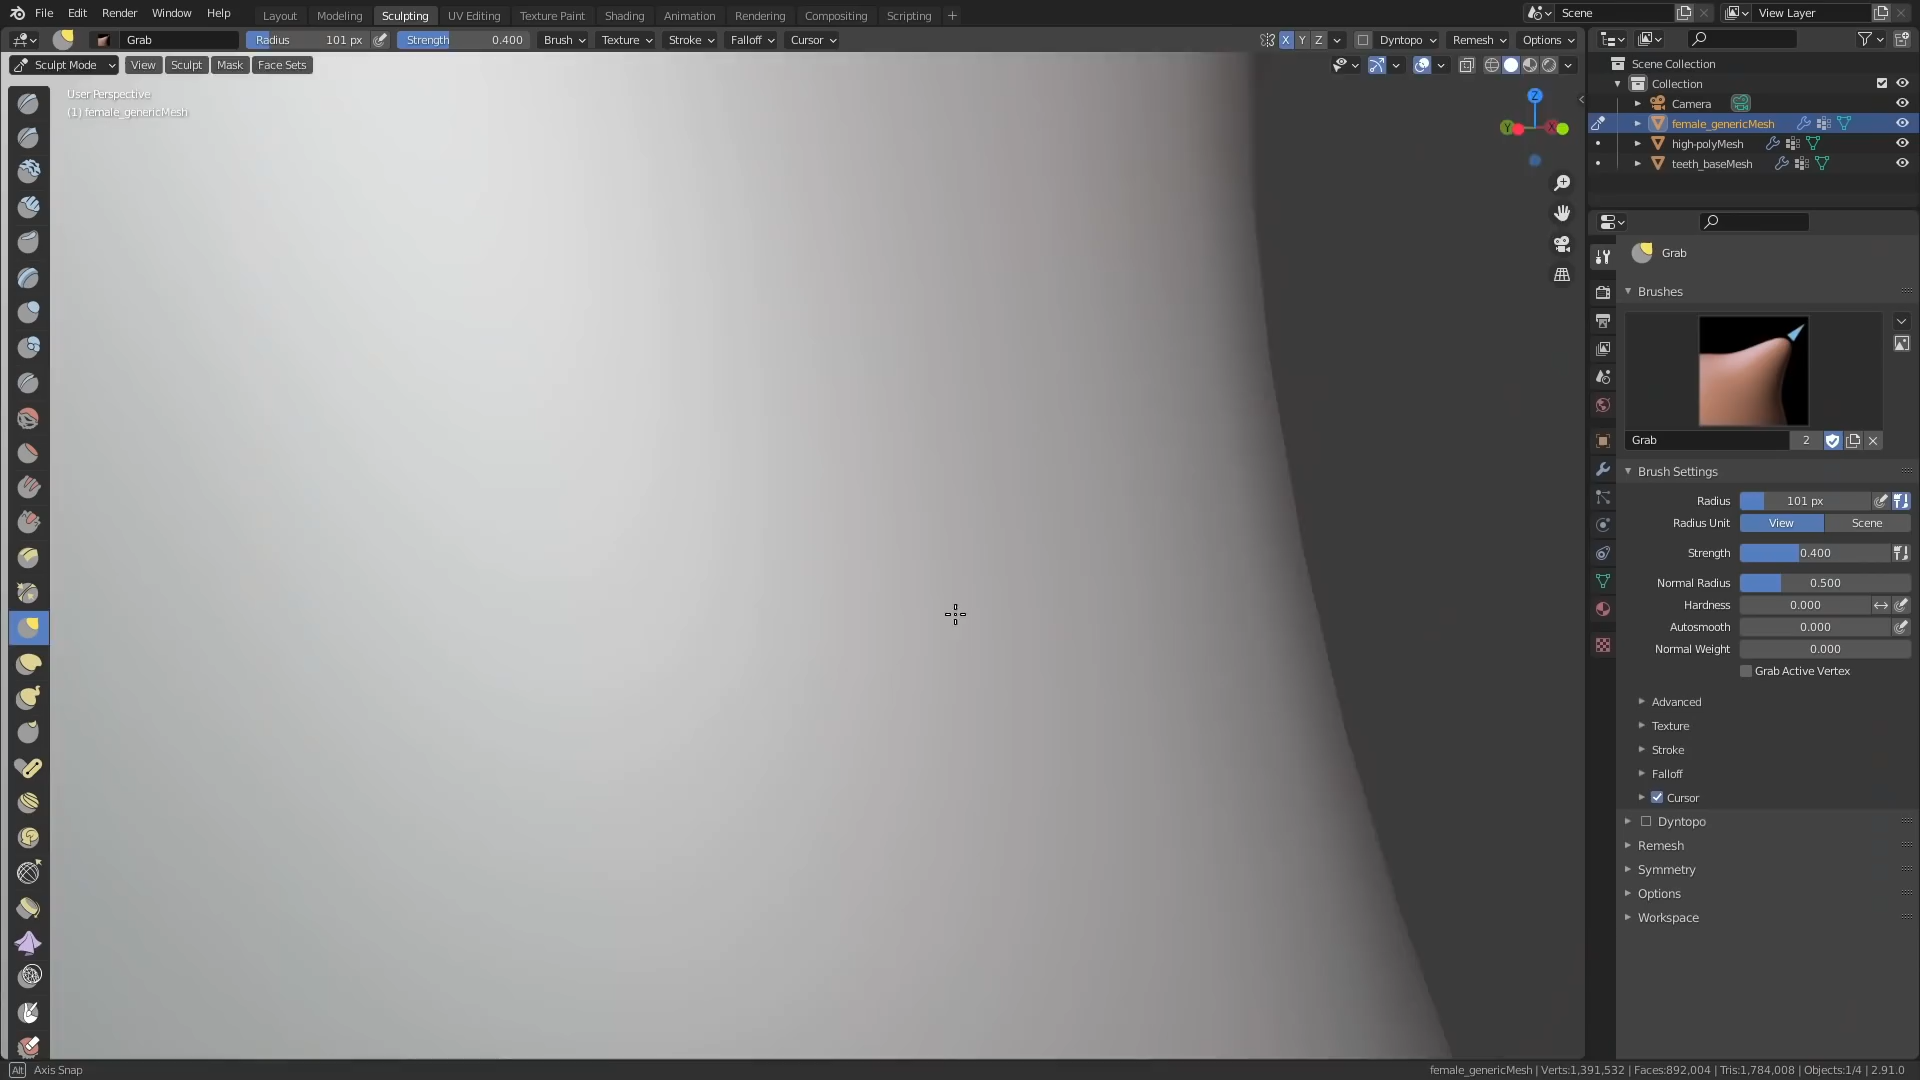 File Edit Render Window Help Layout Modeling Sculpting UV Editing Texture Paint Shading Animation Rendering Compositing Scripting + Scene View Layer
Grab Radius 101 px Strength 0.400 Brush Texture Stroke Falloff Cursor X Y Z Dyntopo Remesh Options
Sculpt Mode View Sculpt Mask Face Sets
User Perspective
(1) female_genericMesh
Z
Y X
Scene Collection
Collection
Camera
female_genericMesh
high-polyMesh
teeth_baseMesh
Grab
Brushes
Grab 2
Brush Settings
Radius 101 px
Radius Unit View Scene
Strength 0.400
Normal Radius 0.500
Hardness 0.000
Autosmooth 0.000
Normal Weight 0.000
Grab Active Vertex
Advanced
Texture
Stroke
Falloff
Cursor
Dyntopo
Remesh
Symmetry
Options
Workspace
Alt Axis Snap
female_genericMesh | Verts:1,391,532 | Faces:892,004 | Tris:1,784,008 | Objects:1/4 | 2.91.0